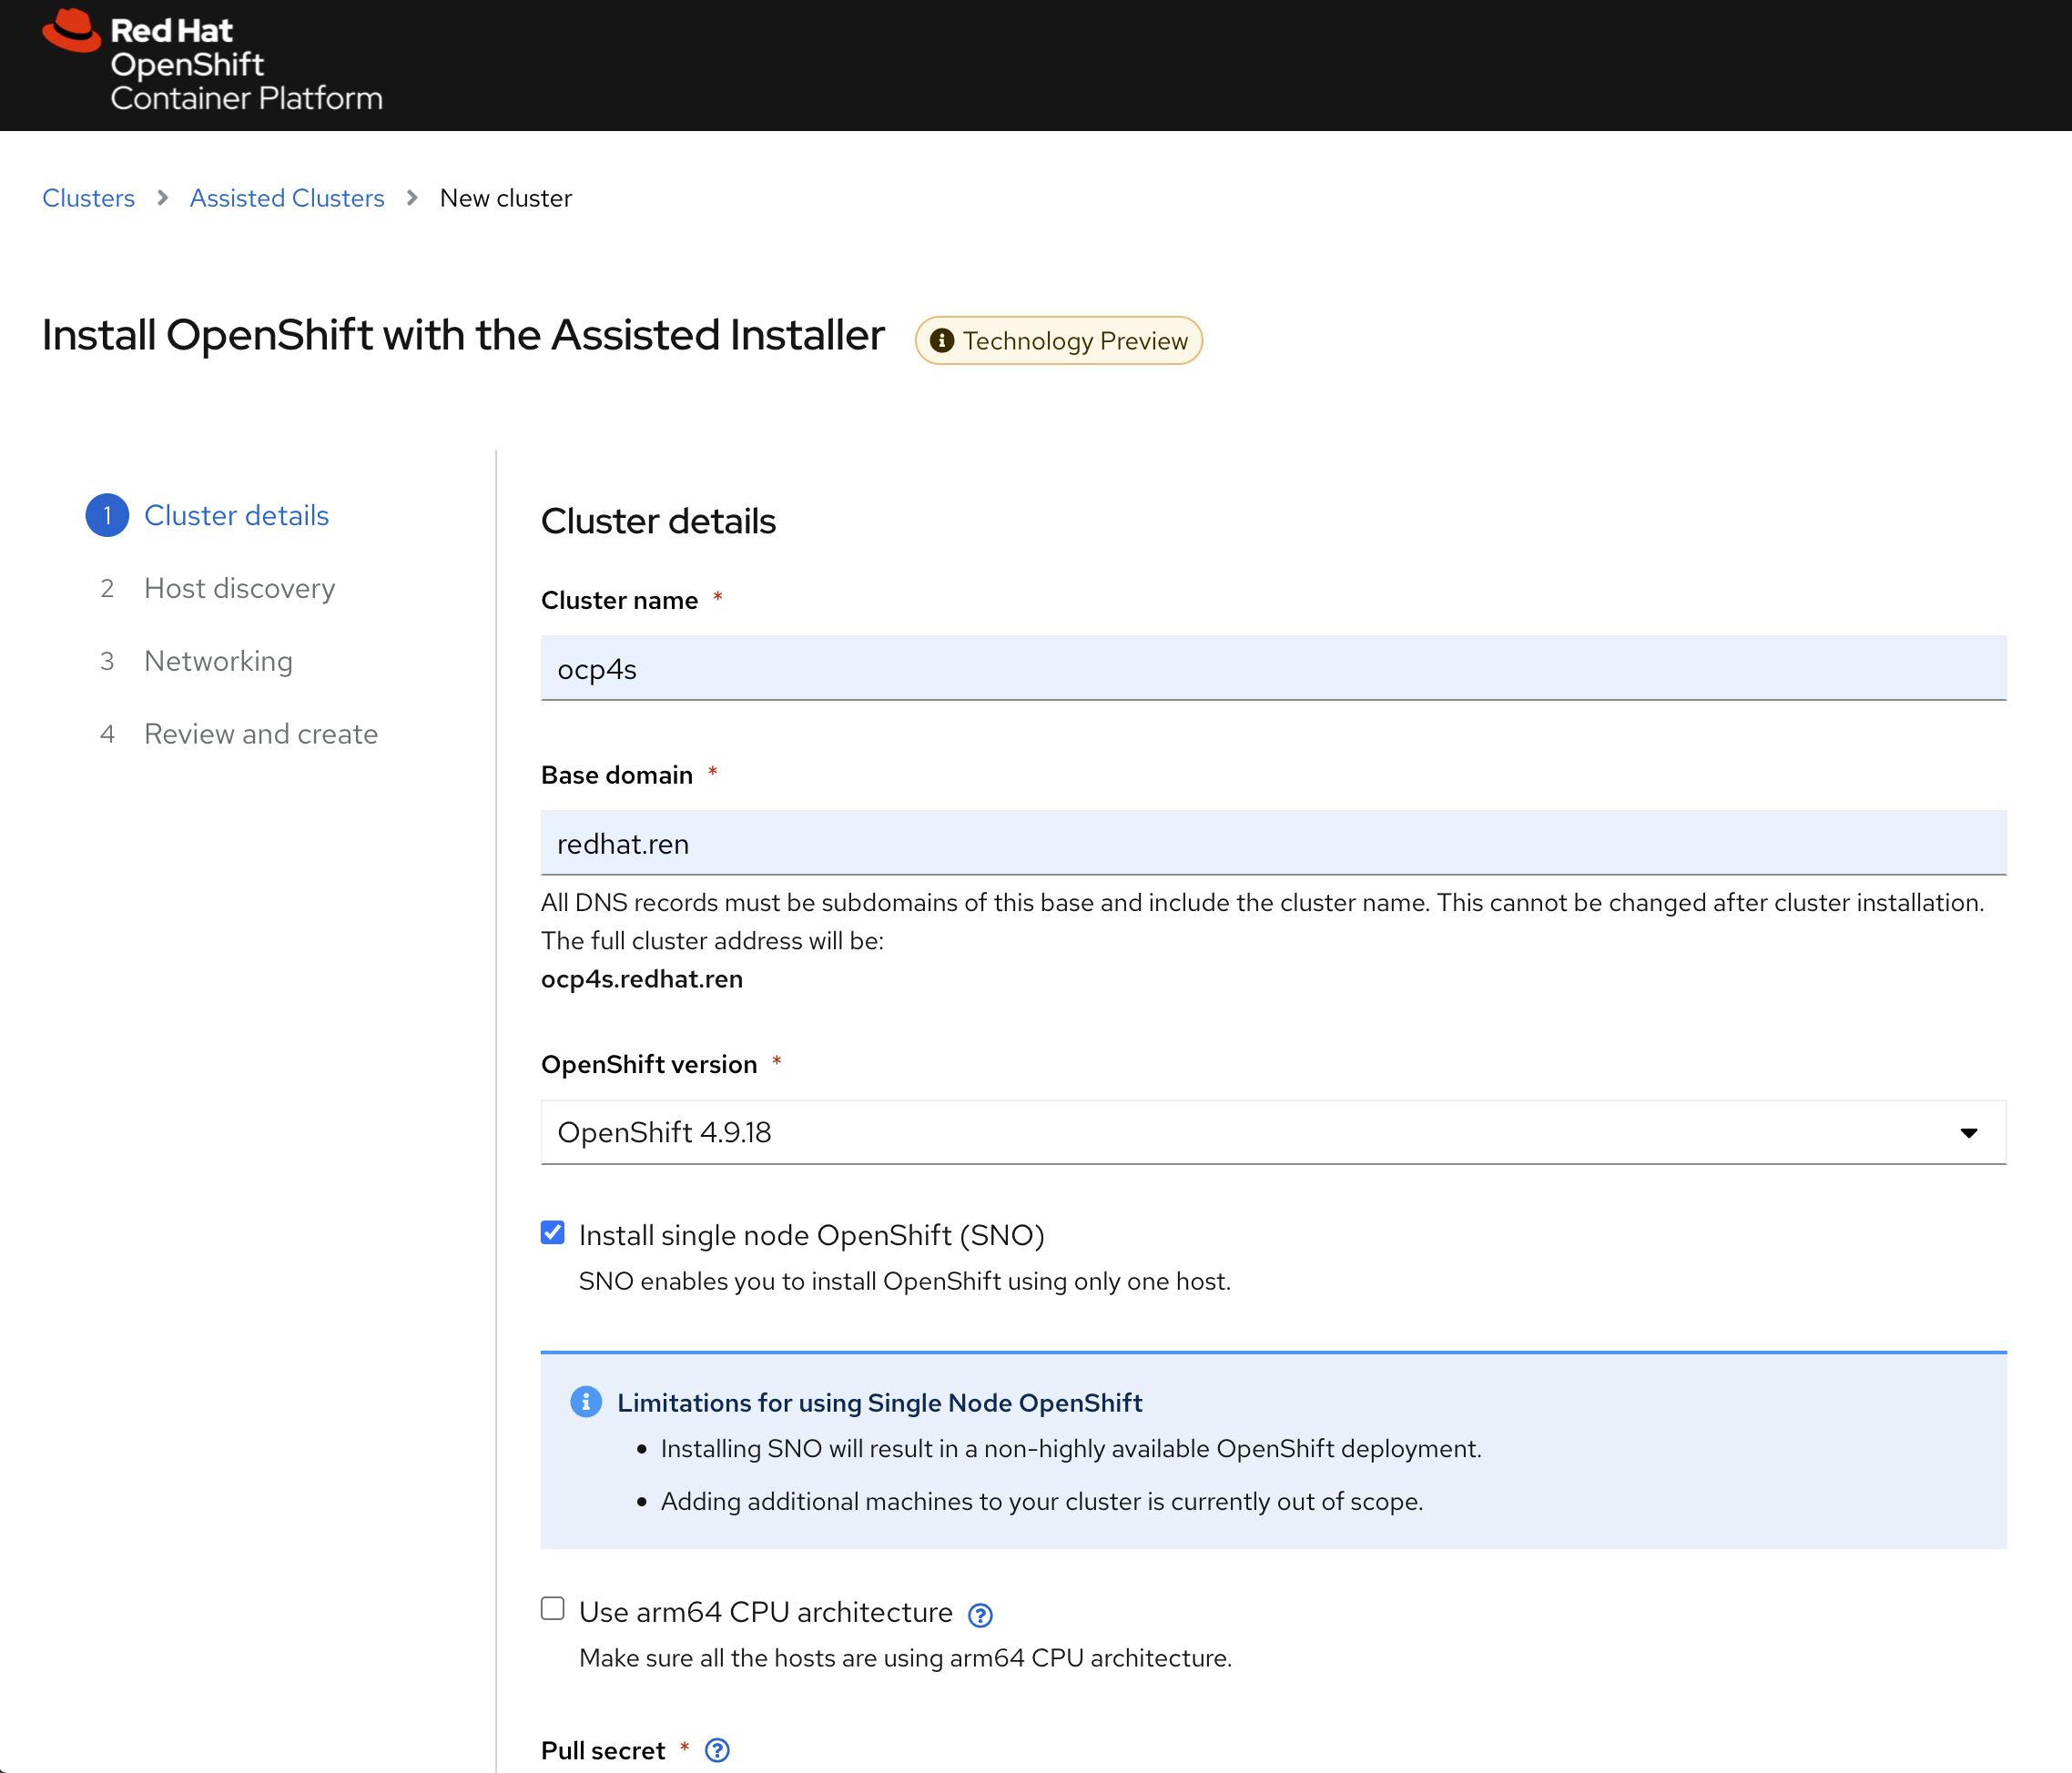 Red Hat
OpenShift
Container Platform
Clusters > Assisted Clusters > New cluster
Install OpenShift with the Assisted Installer
Technology Preview
1 Cluster details
2 Host discovery
3 Networking
4 Review and create
Cluster details
Cluster name *
ocp4s
Base domain *
redhat.ren
All DNS records must be subdomains of this base and include the cluster name. This cannot be changed after cluster installation.
The full cluster address will be:
ocp4s.redhat.ren
OpenShift version *
OpenShift 4.9.18
Install single node OpenShift (SNO)
SNO enables you to install OpenShift using only one host.
Limitations for using Single Node OpenShift
• Installing SNO will result in a non-highly available OpenShift deployment.
• Adding additional machines to your cluster is currently out of scope.
Use arm64 CPU architecture
Make sure all the hosts are using arm64 CPU architecture.
Pull secret *